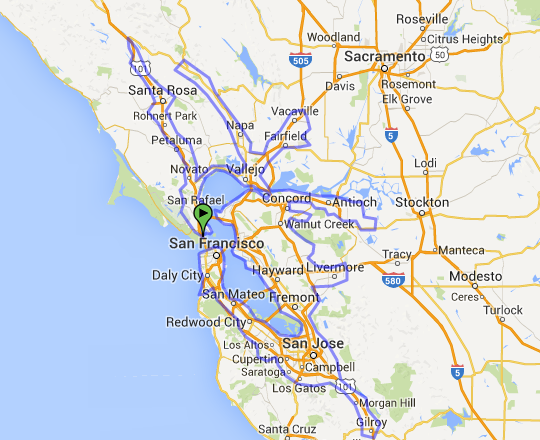 Roseville
Woodland
Citrus Heights
101
505
Sacramento
50
Santa Rosa
Davis
Rosemont
Rohnert Park
Vacaville
Elk Grove
Napa
5
Petaluma
Fairfield
Novato
Vallejo
Lodi
San Rafael
Concord
Antioch
Stockton
Walnut Creek
San Francisco
Tracy
Manteca
Daly City
Hayward
Livermore
580
Modesto
San Mateo
Fremont
Ceres
Redwood City
Turlock
Los Altos
San Jose
Cupertino
Campbell
5
Saratoga
Los Gatos
101
Morgan Hill
Santa Cruz
Gilroy